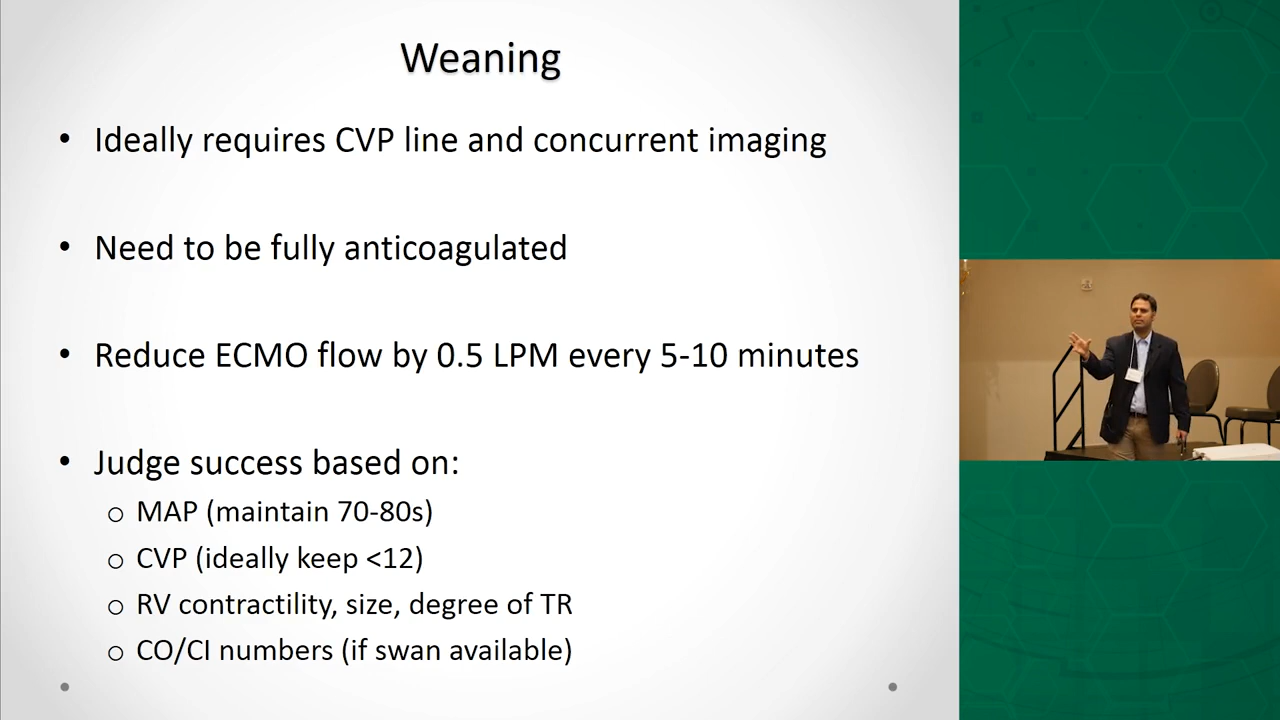 Weaning
• Ideally requires CVP line and concurrent imaging
• Need to be fully anticoagulated
• Reduce ECMO flow by 0.5 LPM every 5-10 minutes
• Judge success based on:
o MAP (maintain 70-80s)
o CVP (ideally keep <12)
o RV contractility, size, degree of TR
o CO/CI numbers (if swan available)